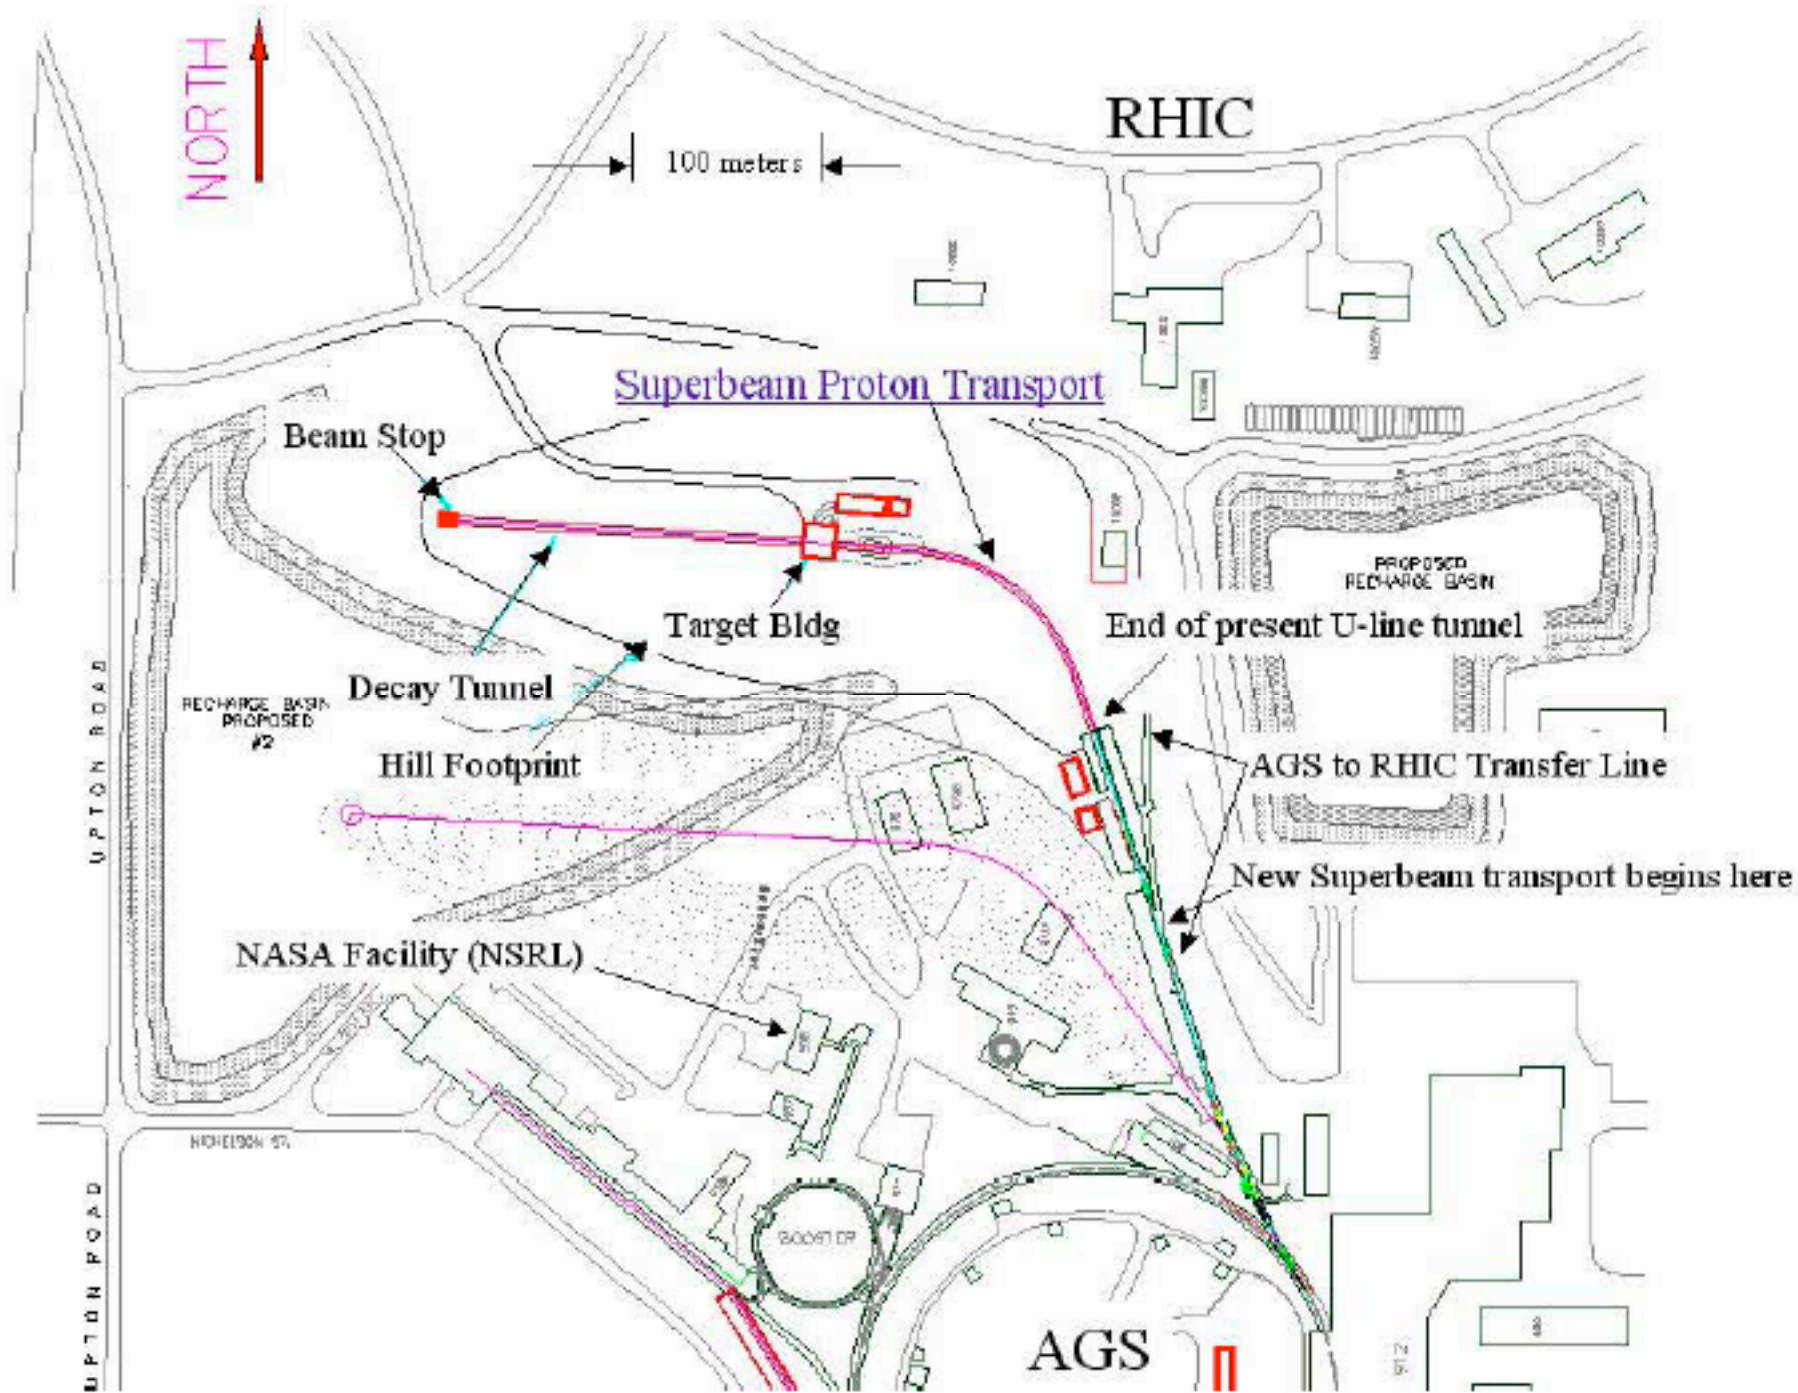 NORTH
RHIC
100 meters
Superbeam Proton Transport
Beam Stop
PROPOSED
RECHARGE BASIN
Target Bldg
End of present U-line tunnel
Decay Tunnel
RECHARGE BASIN
PROPOSED
#2
Hill Footprint
AGS to RHIC Transfer Line
UPTON ROAD
New Superbeam transport begins here
NASA Facility (NSRL)
BOOSTER
UPTON ROAD
AGS
912